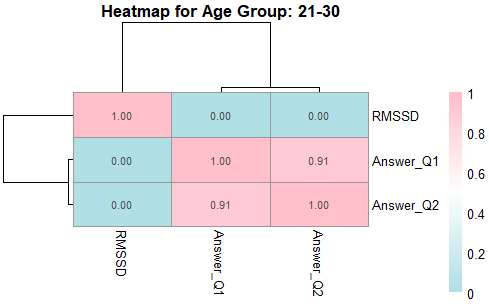 Heatmap for Age Group: 21-30
1.00 0.00 0.00 RMSSD
0.00 1.00 0.91 Answer_Q1
0.00 0.91 1.00 Answer_Q2
RMSSD
Answer_Q1
Answer_Q2
1
0.8
0.6
0.4
0.2
0